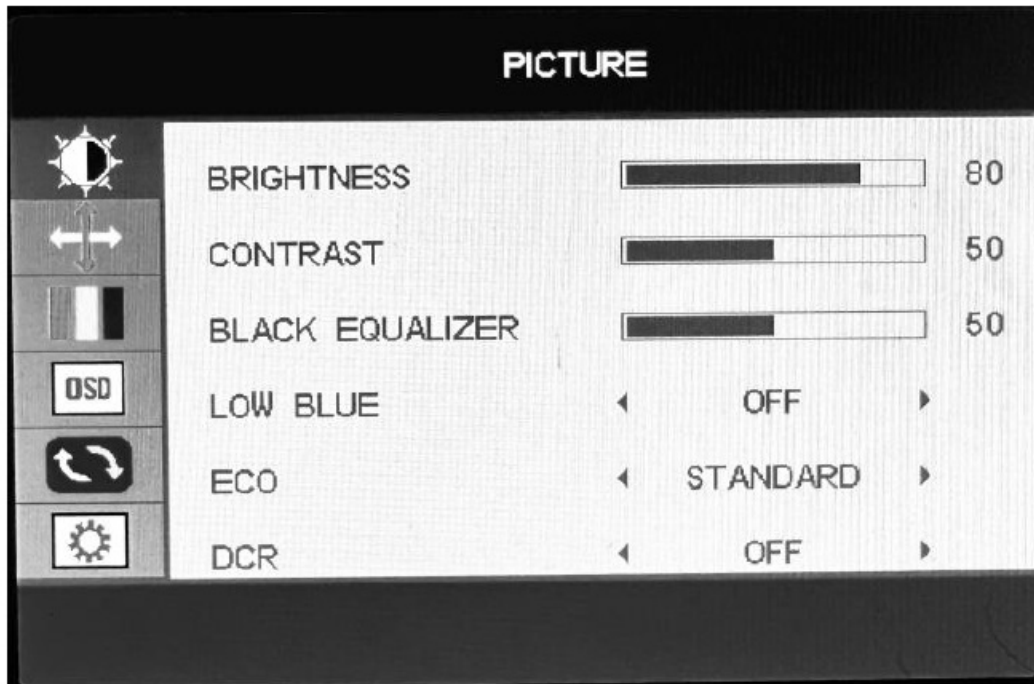 PICTURE
BRIGHTNESS 80
CONTRAST 50
BLACK EQUALIZER 50
OSD
LOW BLUE OFF
ECO STANDARD
DCR OFF